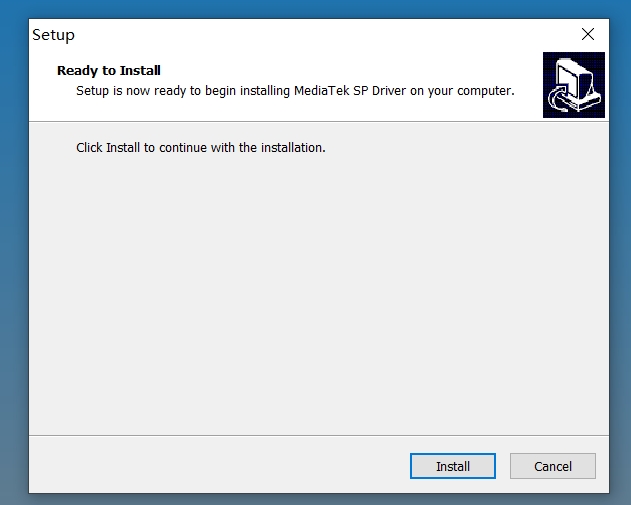 Setup
Ready to Install
Setup is now ready to begin installing MediaTek SP Driver on your computer.
Click Install to continue with the installation.
Install
Cancel